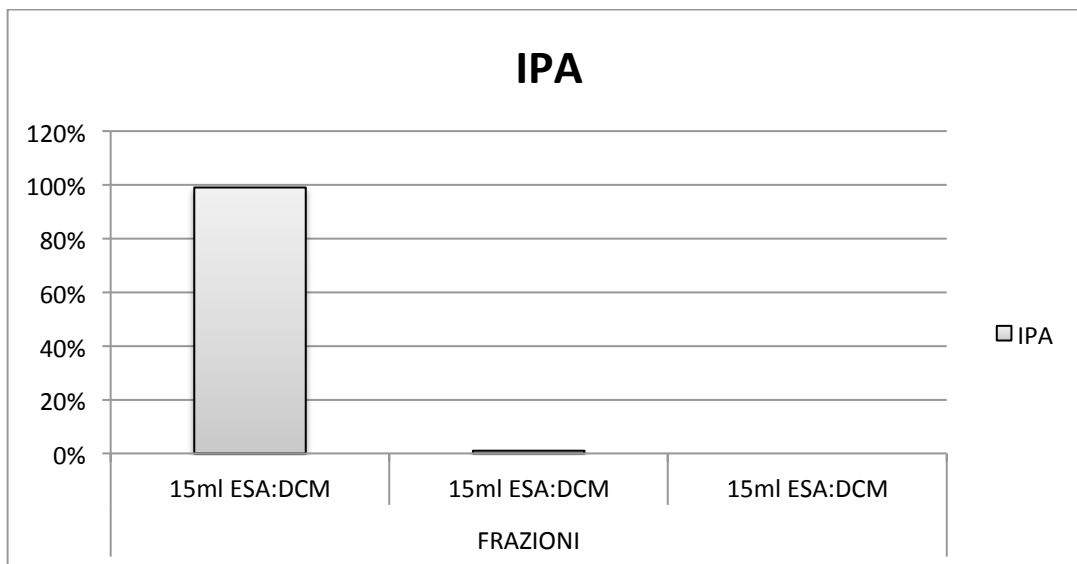 IPA
120%
100%
80%
60%
40%
20%
0%
15ml ESA:DCM 15ml ESA:DCM 15ml ESA:DCM
FRAZIONI
IPA